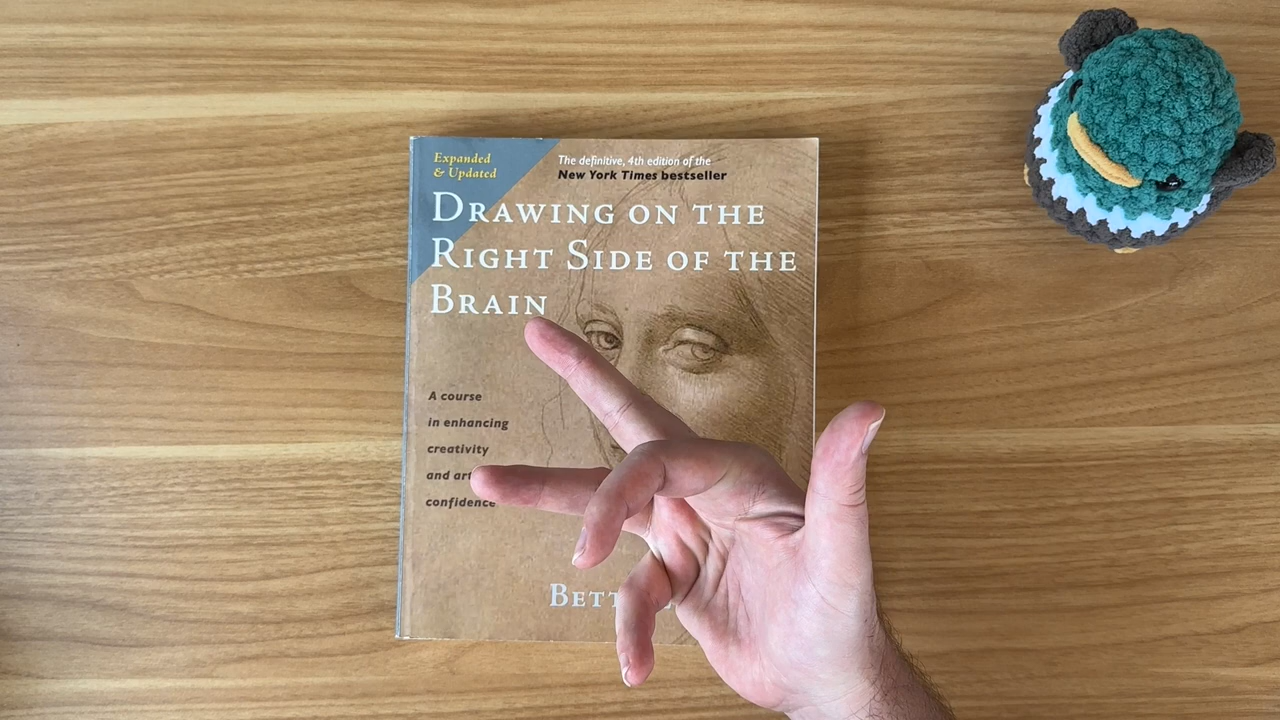 Expanded
& Updated
The definitive, 4th edition of the
New York Times bestseller
DRAWING ON THE
RIGHT SIDE OF THE
BRAIN
A course
in enhancing
creativity
and
confidence